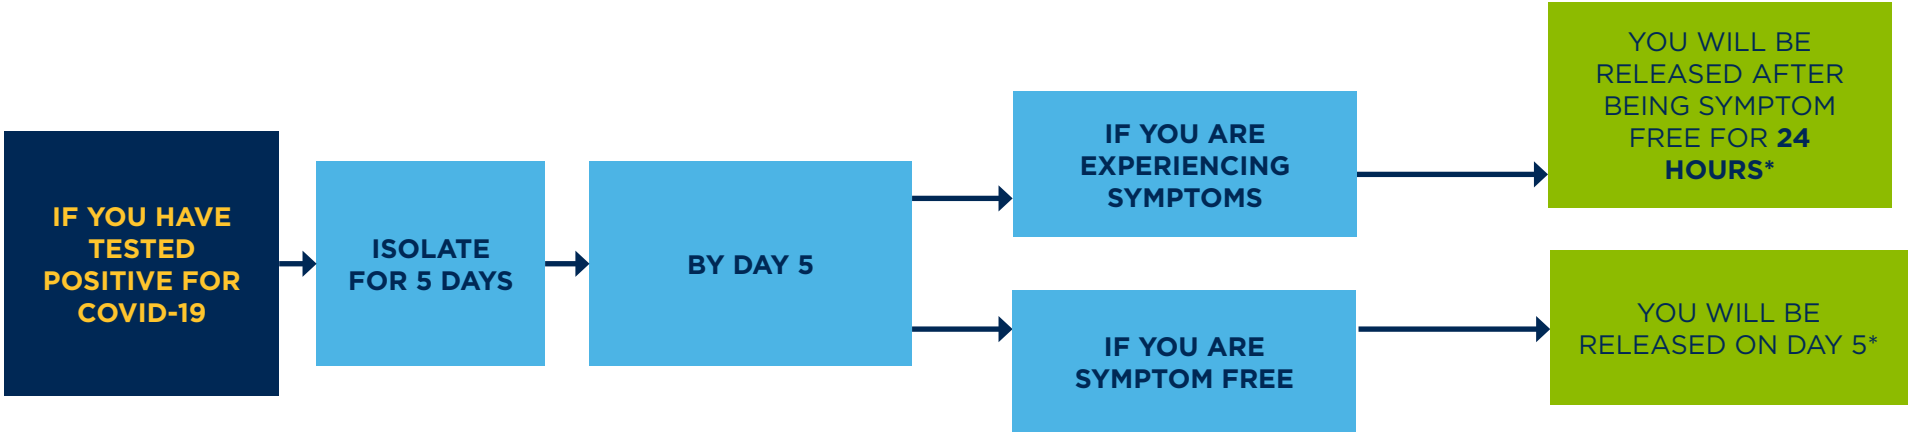 IF YOU HAVE
TESTED
POSITIVE FOR
COVID-19
ISOLATE
FOR 5 DAYS
BY DAY 5
IF YOU ARE
EXPERIENCING
SYMPTOMS
YOU WILL BE
RELEASED AFTER
BEING SYMPTOM
FREE FOR 24
HOURS*
IF YOU ARE
SYMPTOM FREE
YOU WILL BE
RELEASED ON DAY 5*